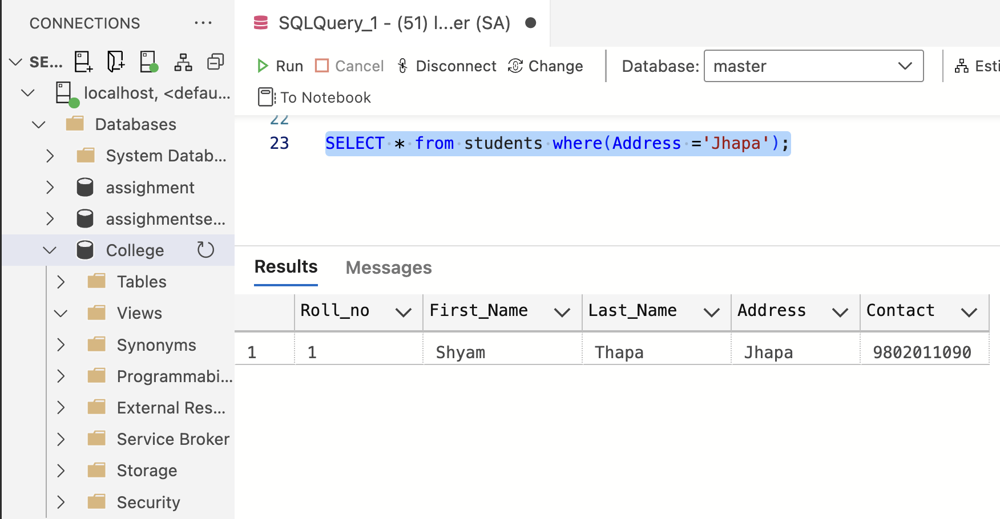 CONNECTIONS ...
SE...
localhost, <defau...
Databases
System Datab...
assighment
assighmentse...
College
Tables
Views
Synonyms
Programmabi...
External Res...
Service Broker
Storage
Security
SQLQuery_1 - (51) l...er (SA)
Run Cancel Disconnect Change Database: master Esti
To Notebook
22
23 SELECT * from students where(Address ='Jhapa');
Results Messages
Roll_no First_Name Last_Name Address Contact
1 1 Shyam Thapa Jhapa 9802011090